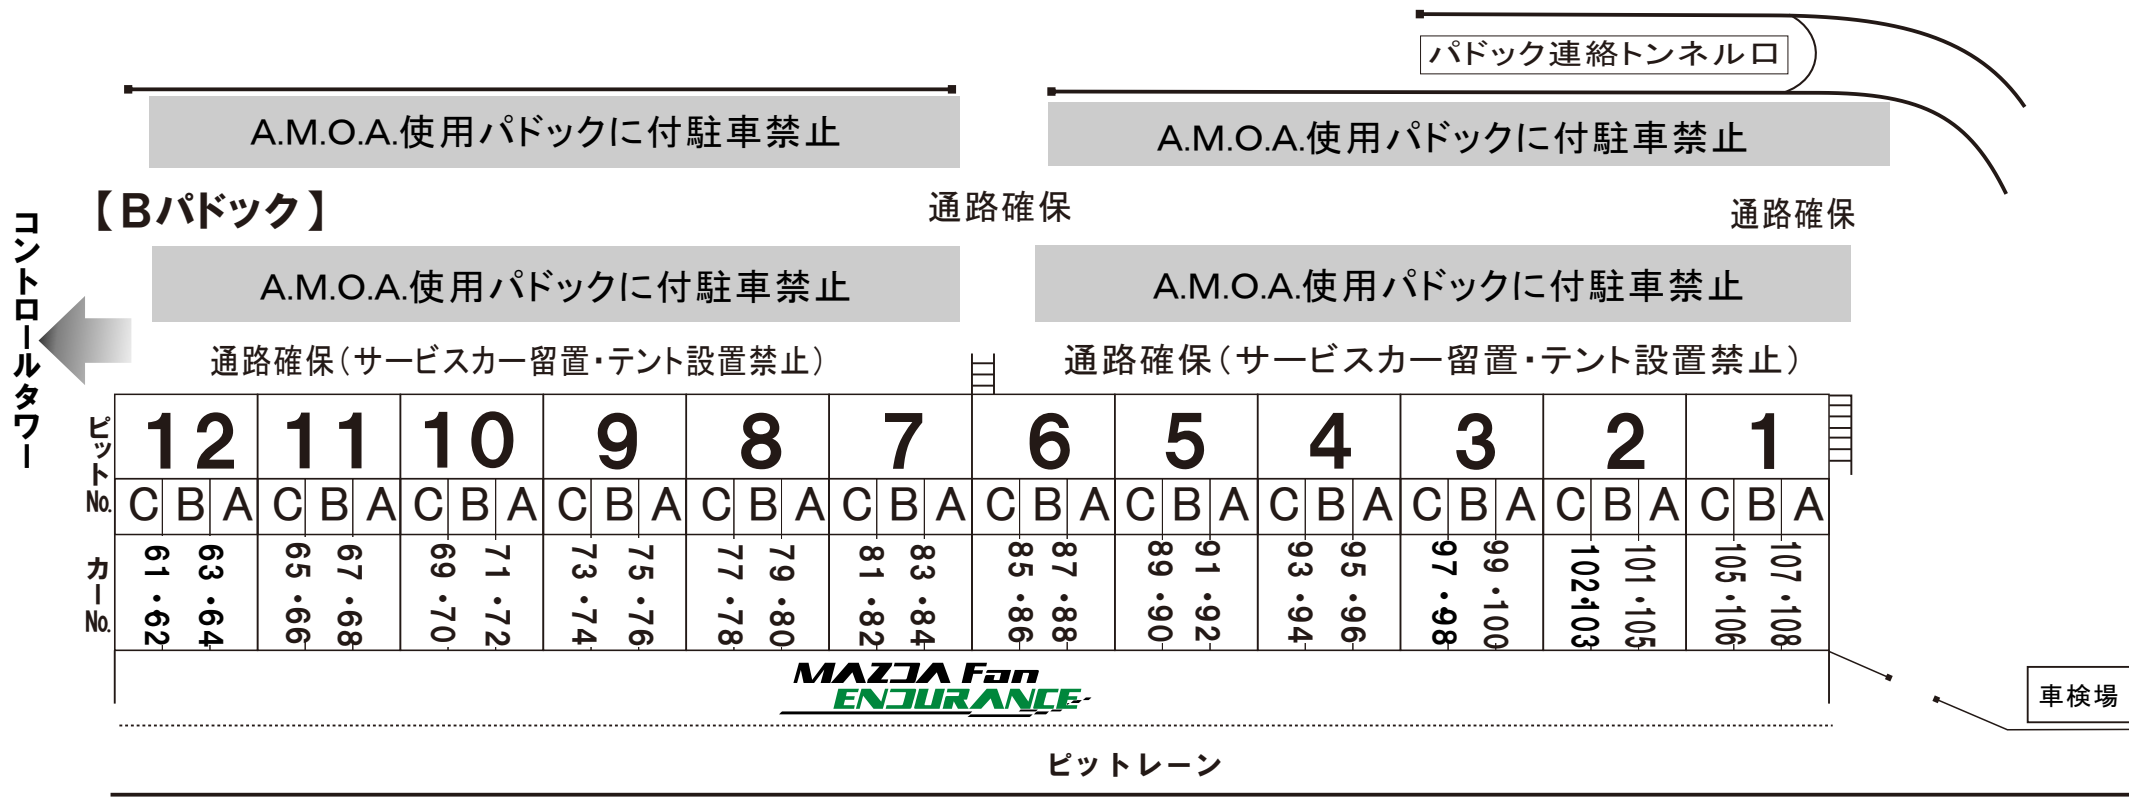 パドック連絡トンネル口
A.M.O.A.使用パドックに付駐車禁止
A.M.O.A.使用パドックに付駐車禁止
【Bパドック】
通路確保
通路確保
コントロールタワー
A.M.O.A.使用パドックに付駐車禁止
A.M.O.A.使用パドックに付駐車禁止
通路確保(サービスカー留置・テント設置禁止)
通路確保(サービスカー留置・テント設置禁止)
ピットNo. 12 11 10 9 8 7 6 5 4 3 2 1
C B A C B A C B A C B A C B A C B A C B A C B A C B A C B A C B A C B A
カーNo. 61・62 63・64 65・66 67・68 69・70 71・72 73・74 75・76 77・78 79・80 81・82 83・84 85・86 87・88 89・90 91・92 93・94 95・96 97・98 99・100 102・103 101・105 105・106 107・108
MAZDA Fan
ENDURANCE
車検場
ピットレーン